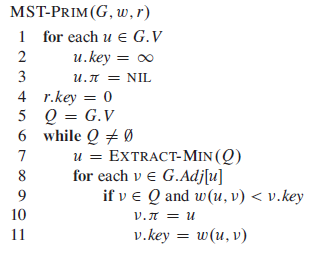 MST-PRIM(G, w, r)
1 for each u ∈ G.V
2 u.key = ∞
3 u.π = NIL
4 r.key = 0
5 Q = G.V
6 while Q ≠ ∅
7 u = EXTRACT-MIN(Q)
8 for each v ∈ G.Adj[u]
9 if v ∈ Q and w(u, v) < v.key
10 v.π = u
11 v.key = w(u, v)